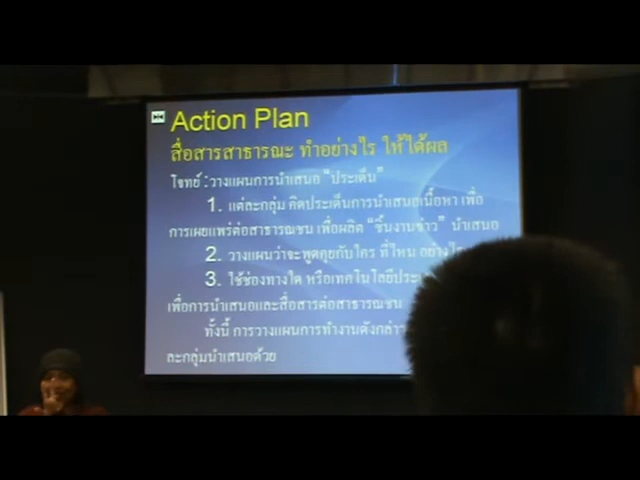 Action Plan
สื่อสารสาธารณะ ทำอย่างไร ให้ได้ผล
โจทย์ : วางแผนการนำเสนอ "ประเด็น"
1. แต่ละกลุ่ม คิดประเด็นการนำเสนอเนื้อหา เพื่อ
การเผยแพร่ต่อสาธารณชน เพื่อผลิต "ชิ้นงานข่าว" นำเสนอ
2. วางแผนว่าจะพูดคุยกับใคร ที่ไหน อย่างไร
3. ใช้ช่องทางใด หรือเทคโนโลยีประเ
เพื่อการนำเสนอและสื่อสารต่อสาธารณชน
ทั้งนี้ การวางแผนการทำงานดังกล่าว
ละกลุ่มนำเสนอด้วย